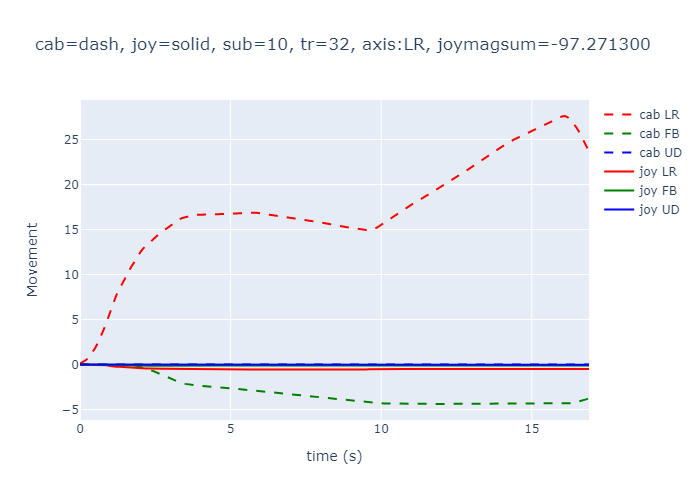 cab=dash, joy=solid, sub=10, tr=32, axis:LR, joymagsum=-97.271300
cab LR
cab FB
cab UD
joy LR
joy FB
joy UD
Movement
25
20
15
10
5
0
−5
0
5
10
15
time (s)